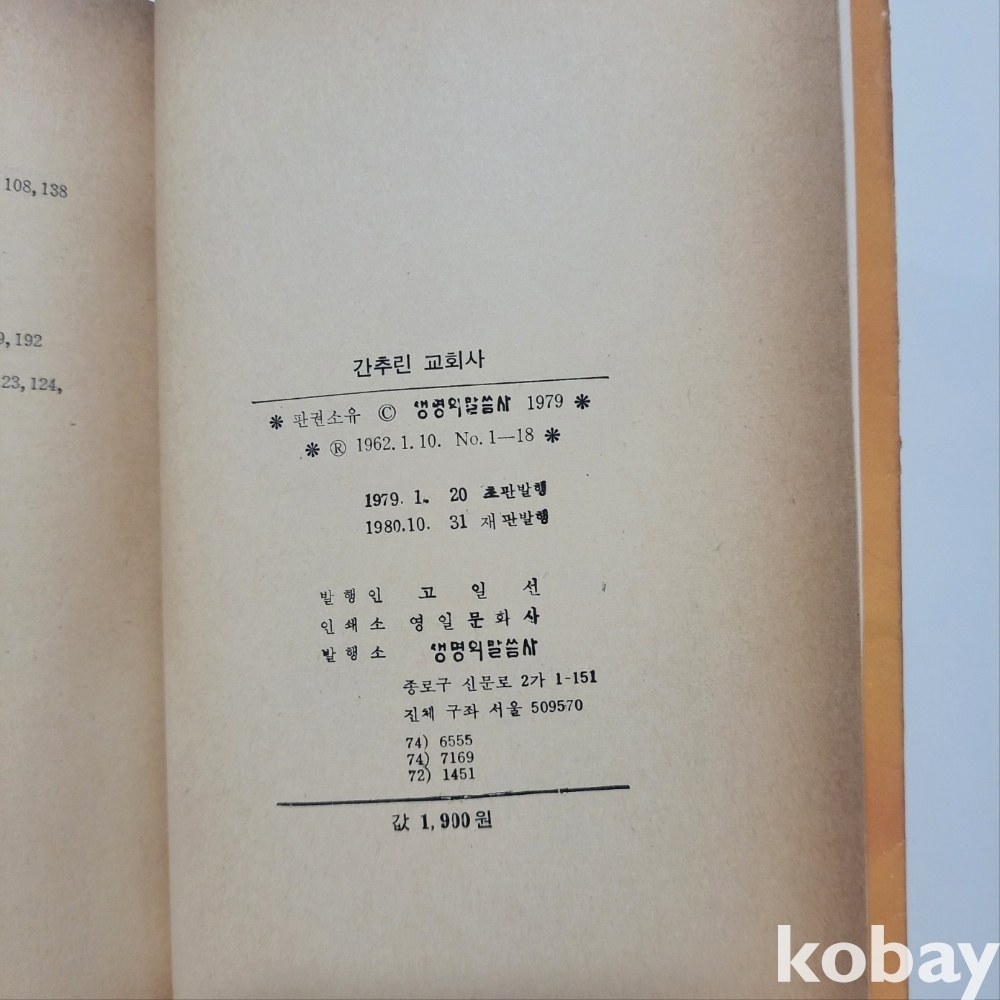 108, 138
9, 192
23, 124,
간추린 교회사
* 판권소유 © 생명의말씀사 1979 *
* ® 1962. 1. 10. No. 1—18 *
1979. 1. 20 초판발행
1980. 10. 31 재판발행
발행인 고일선
인쇄소 영일문화사
발행소 생명의말씀사
종로구 신문로 2가 1-151
진체 구좌 서울 509570
74) 6555
74) 7169
72) 1451
값 1,900원
kobay